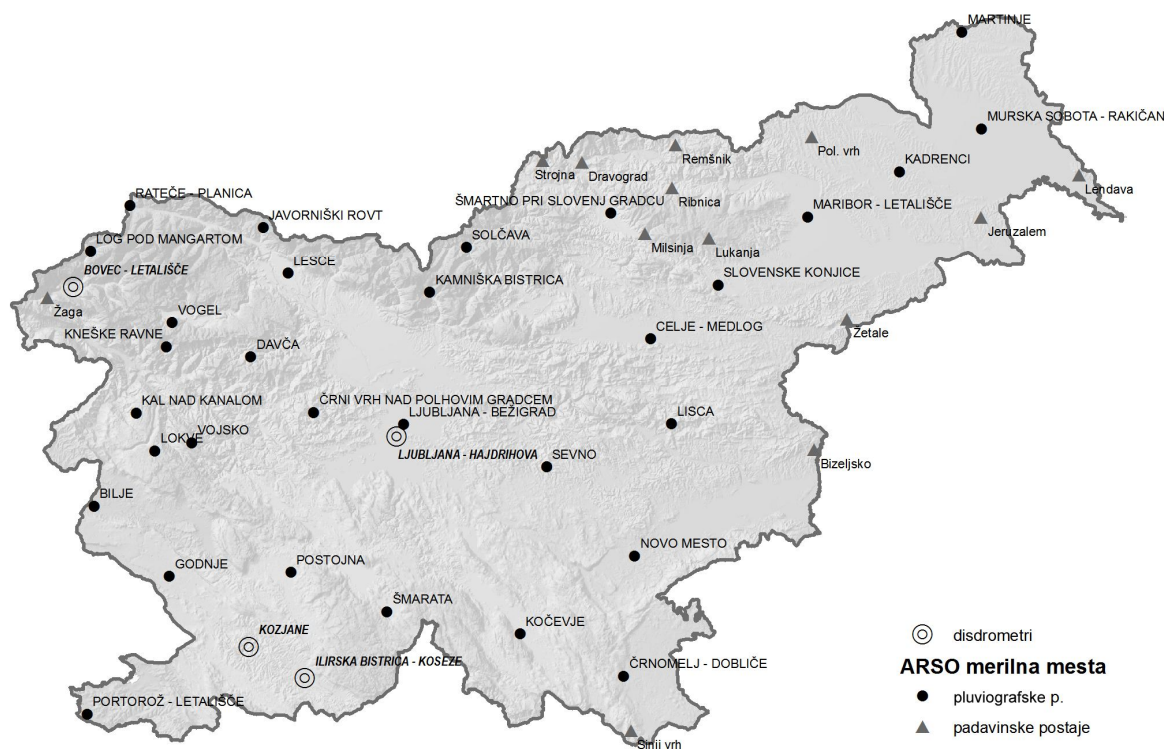 MARTINJE
MURSKA SOBOTA - RAKIČAN
Remšnik
Pol. vrh
KADRENCI
Strojna
Dravograd
Lendava
Ribnica
RATEČE - PLANICA
ŠMARTNO PRI SLOVENJ GRADCU
MARIBOR - LETALIŠČE
JAVORNIŠKI ROVT
Jeruzalem
SOLČAVA
Milsinja
Lukanja
LOG POD MANGARTOM
LESCE
BOVEC - LETALIŠČE
SLOVENSKE KONJICE
KAMNIŠKA BISTRICA
Žaga
VOGEL
KNEŠKE RAVNE
CELJE - MEDLOG
Žetale
DAVČA
KAL NAD KANALOM
ČRNI VRH NAD POLHOVIM GRADCEM
LJUBLJANA - BEŽIGRAD
LISCA
VOJSKO
LOKVE
LJUBLJANA - HAJDRIHOVA
SEVNO
Bizeljsko
BILJE
NOVO MESTO
GODNJE
POSTOJNA
ŠMARATA
KOČEVJE
KOZJANE
disdrometri
ILIRSKA BISTRICA - KOSEZE
ČRNOMELJ - DOBLIČE
ARSO merilna mesta
PORTOROŽ - LETALIŠČE
pluviografske p.
padavinske postaje
Sinji vrh